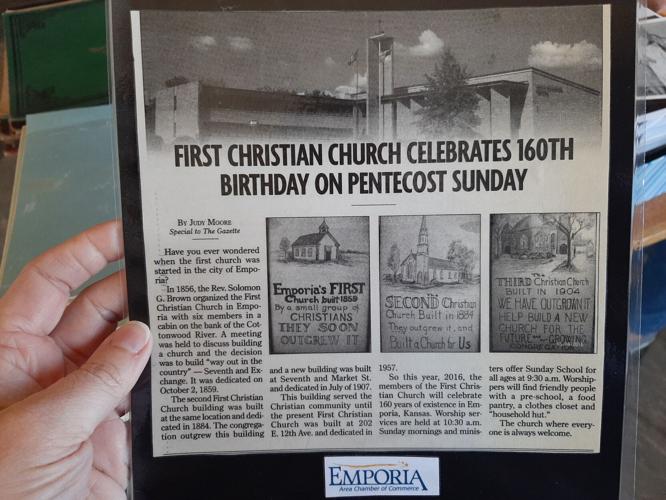 FIRST CHRISTIAN CHURCH CELEBRATES 160TH
BIRTHDAY ON PENTECOST SUNDAY
BY JUDY MOORE
Special to The Gazette
Have you ever wondered
when the first church was
started in the city of Empo-
ria?
In 1856, the Rev. Solomon
G. Brown organized the First
Christian Church in Empo-
ria with six members in a
cabin on the bank of the Cot-
tonwood River. A meeting
was held to discuss building
a church and the decision
was to build "way out in the
country" — Seventh and Ex-
change. It was dedicated on
October 2, 1859.
The second First Christian
Church building was built
at the same location and dedi-
cated in 1884. The congrega-
tion outgrew this building
Emporia's FIRST
Church built 1859
By a small group of
CHRISTIANS
THEY SOON
OUTGREW IT
SECOND Christian
Church Built in 1884
They outgrew it, and
Built a Church for Us
The
THIRD Christian Church
BUILT IN 1904
WE HAVE OUTGROWN IT
HELP BUILD A NEW
CHURCH FOR THE
FUTURE
GROWING
CONGREGATION
and a new building was built
at Seventh and Market St.
and dedicated in July of 1907.
This building served the
Christian community until
the present First Christian
Church was built at 202
E. 12th Ave. and dedicated in
1957.
So this year, 2016, the
members of the First Chris-
tian Church will celebrate
160 years of existence in Em-
poria, Kansas. Worship ser-
vices are held at 10:30 a.m.
Sunday mornings and minis-
ters offer Sunday School for
all ages at 9:30 a.m. Worship-
pers will find friendly people
with a pre-school, a food
pantry, a clothes closet and
"household hut."
The church where every-
one is always welcome.
EMPORIA
Area Chamber of Commerce